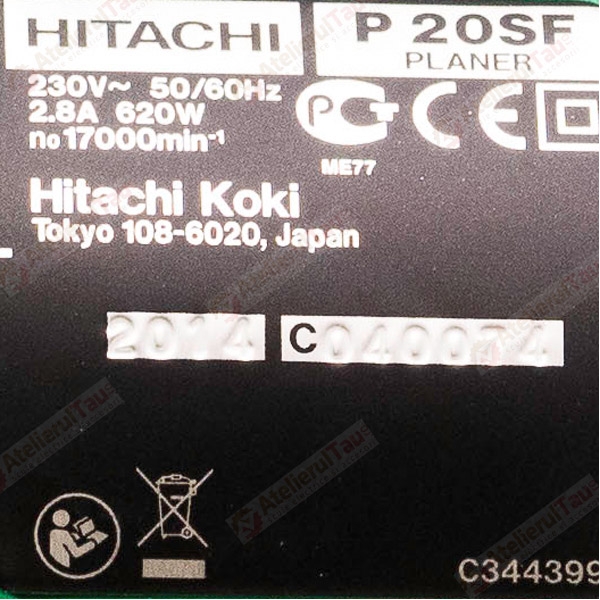 HITACHI
P 20SF
PLANER
230V~ 50/60Hz
2.8A 620W
no17000min-1
ME77
Hitachi Koki
Tokyo 108-6020, Japan
2014 C040074
C344399
AtelierulTau